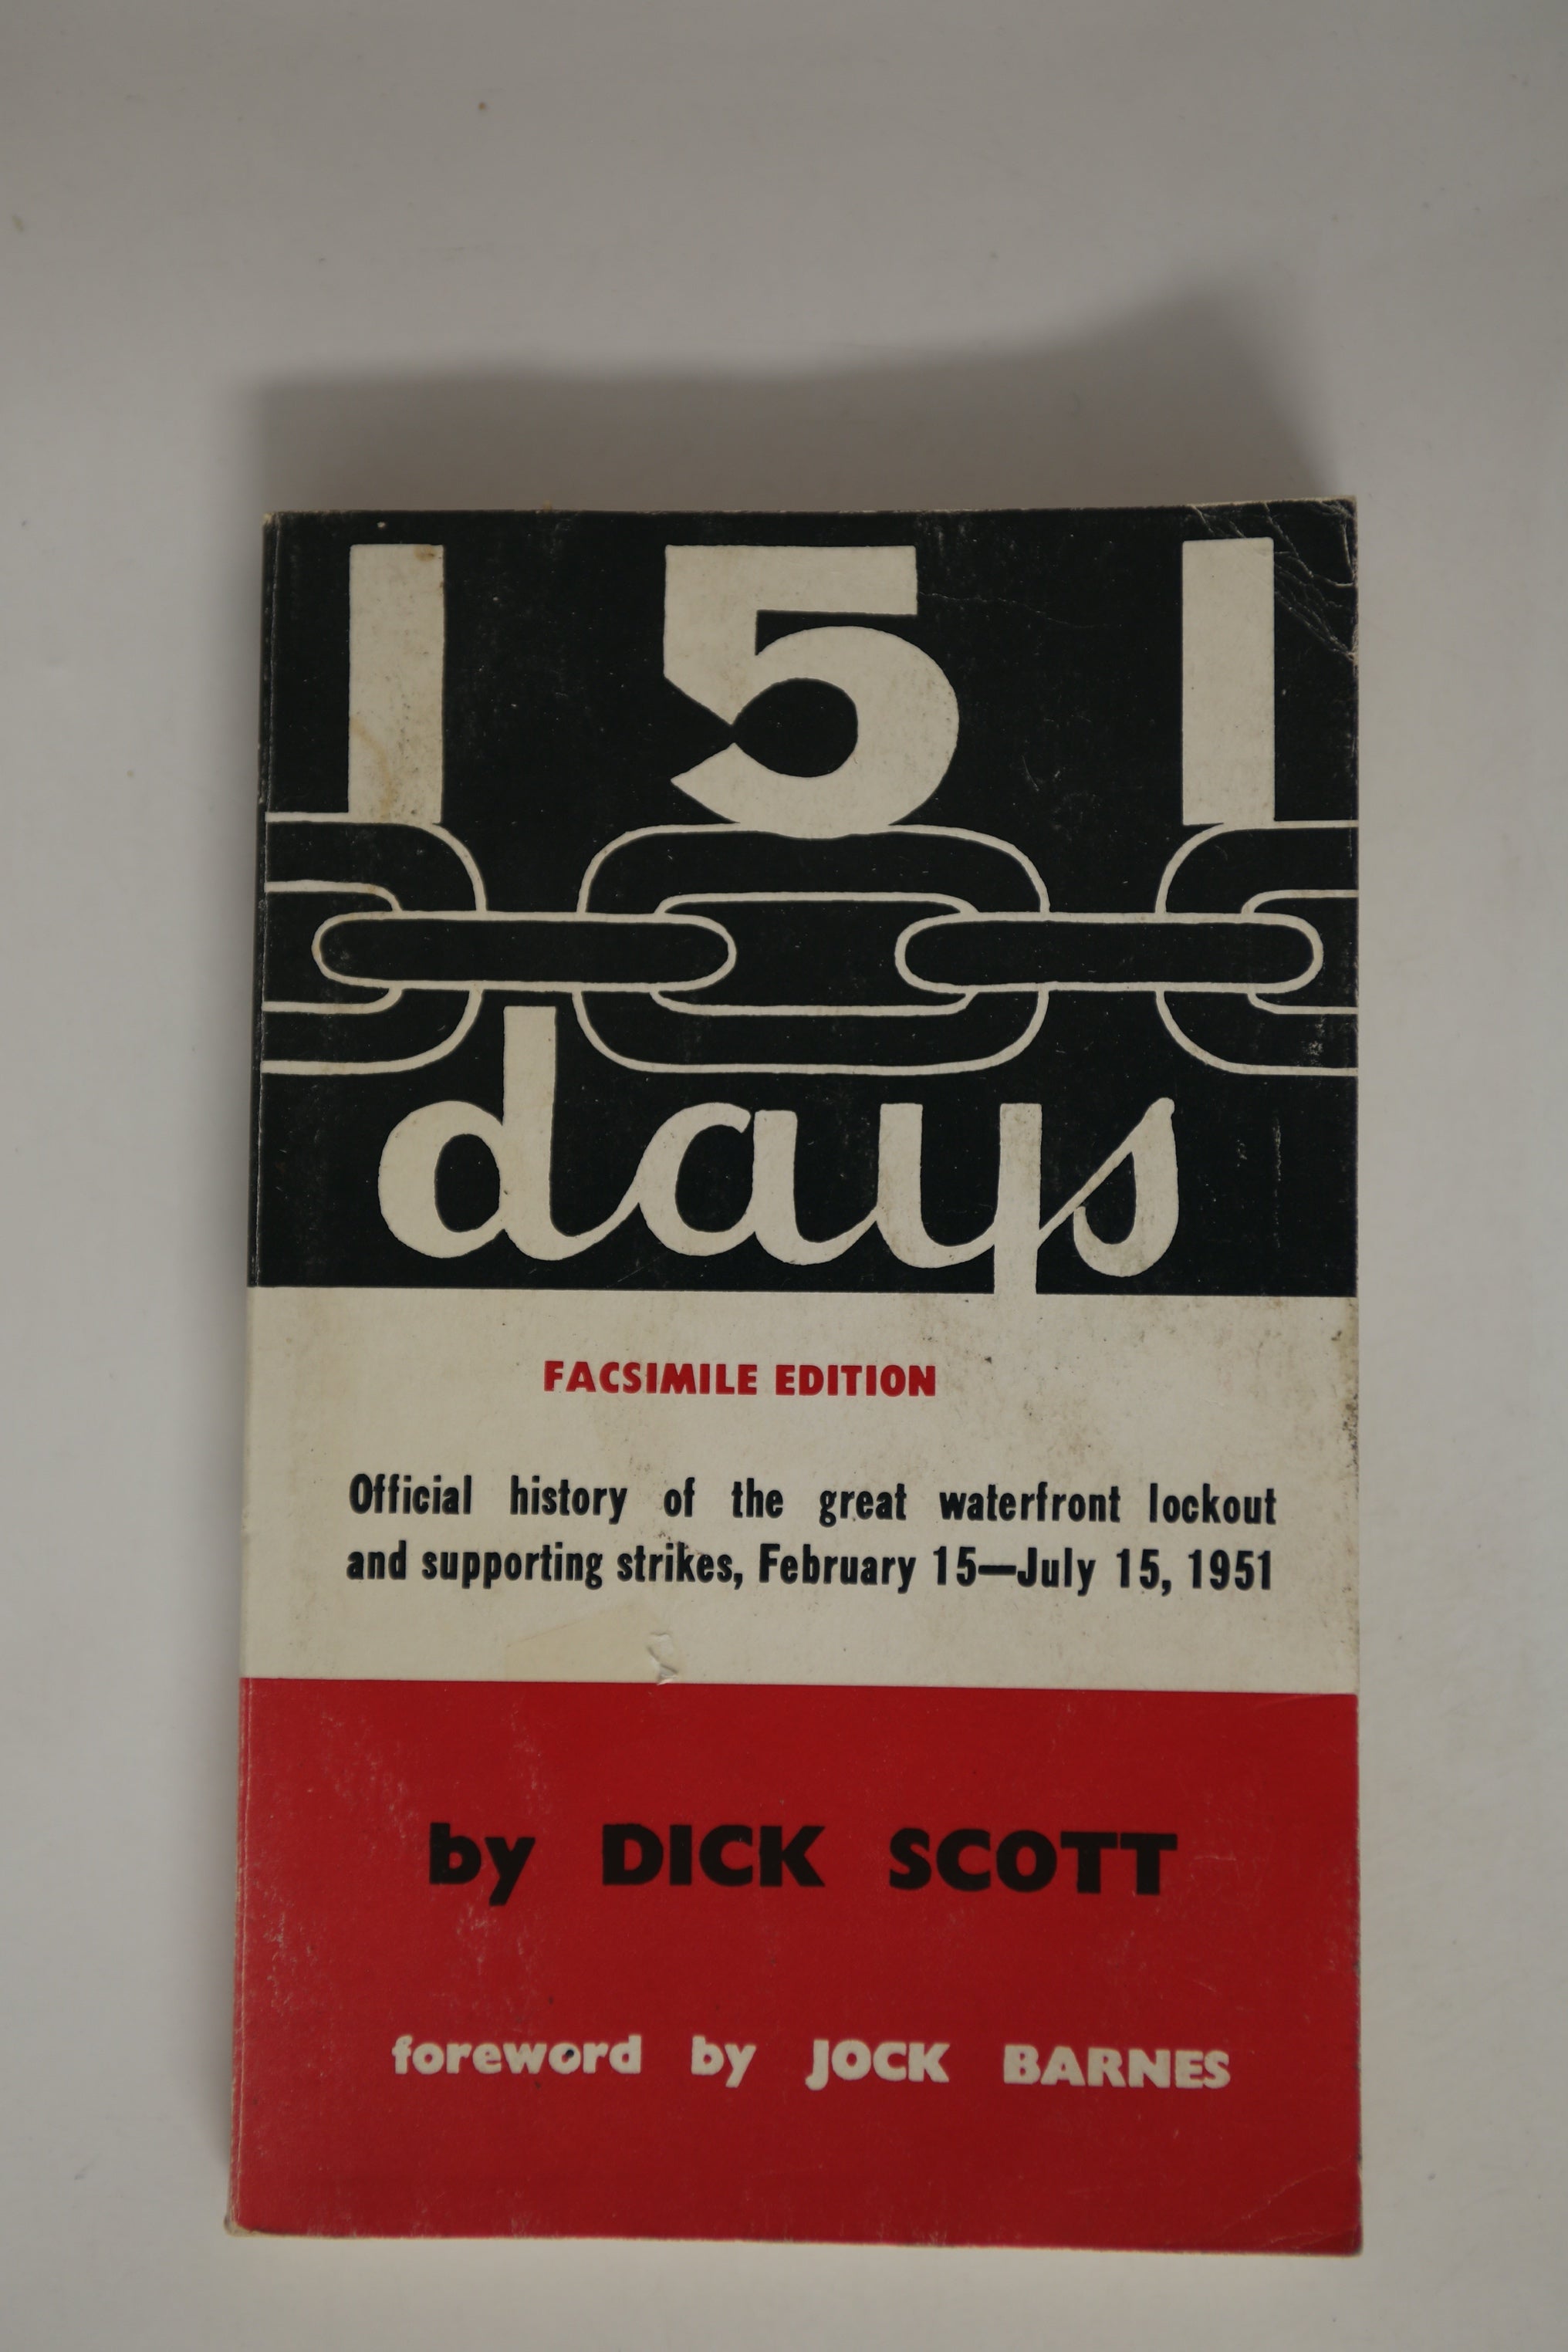 151
days
FACSIMILE EDITION
Official history of the great waterfront lockout
and supporting strikes, February 15—July 15, 1951
by DICK SCOTT
foreword by JOCK BARNES